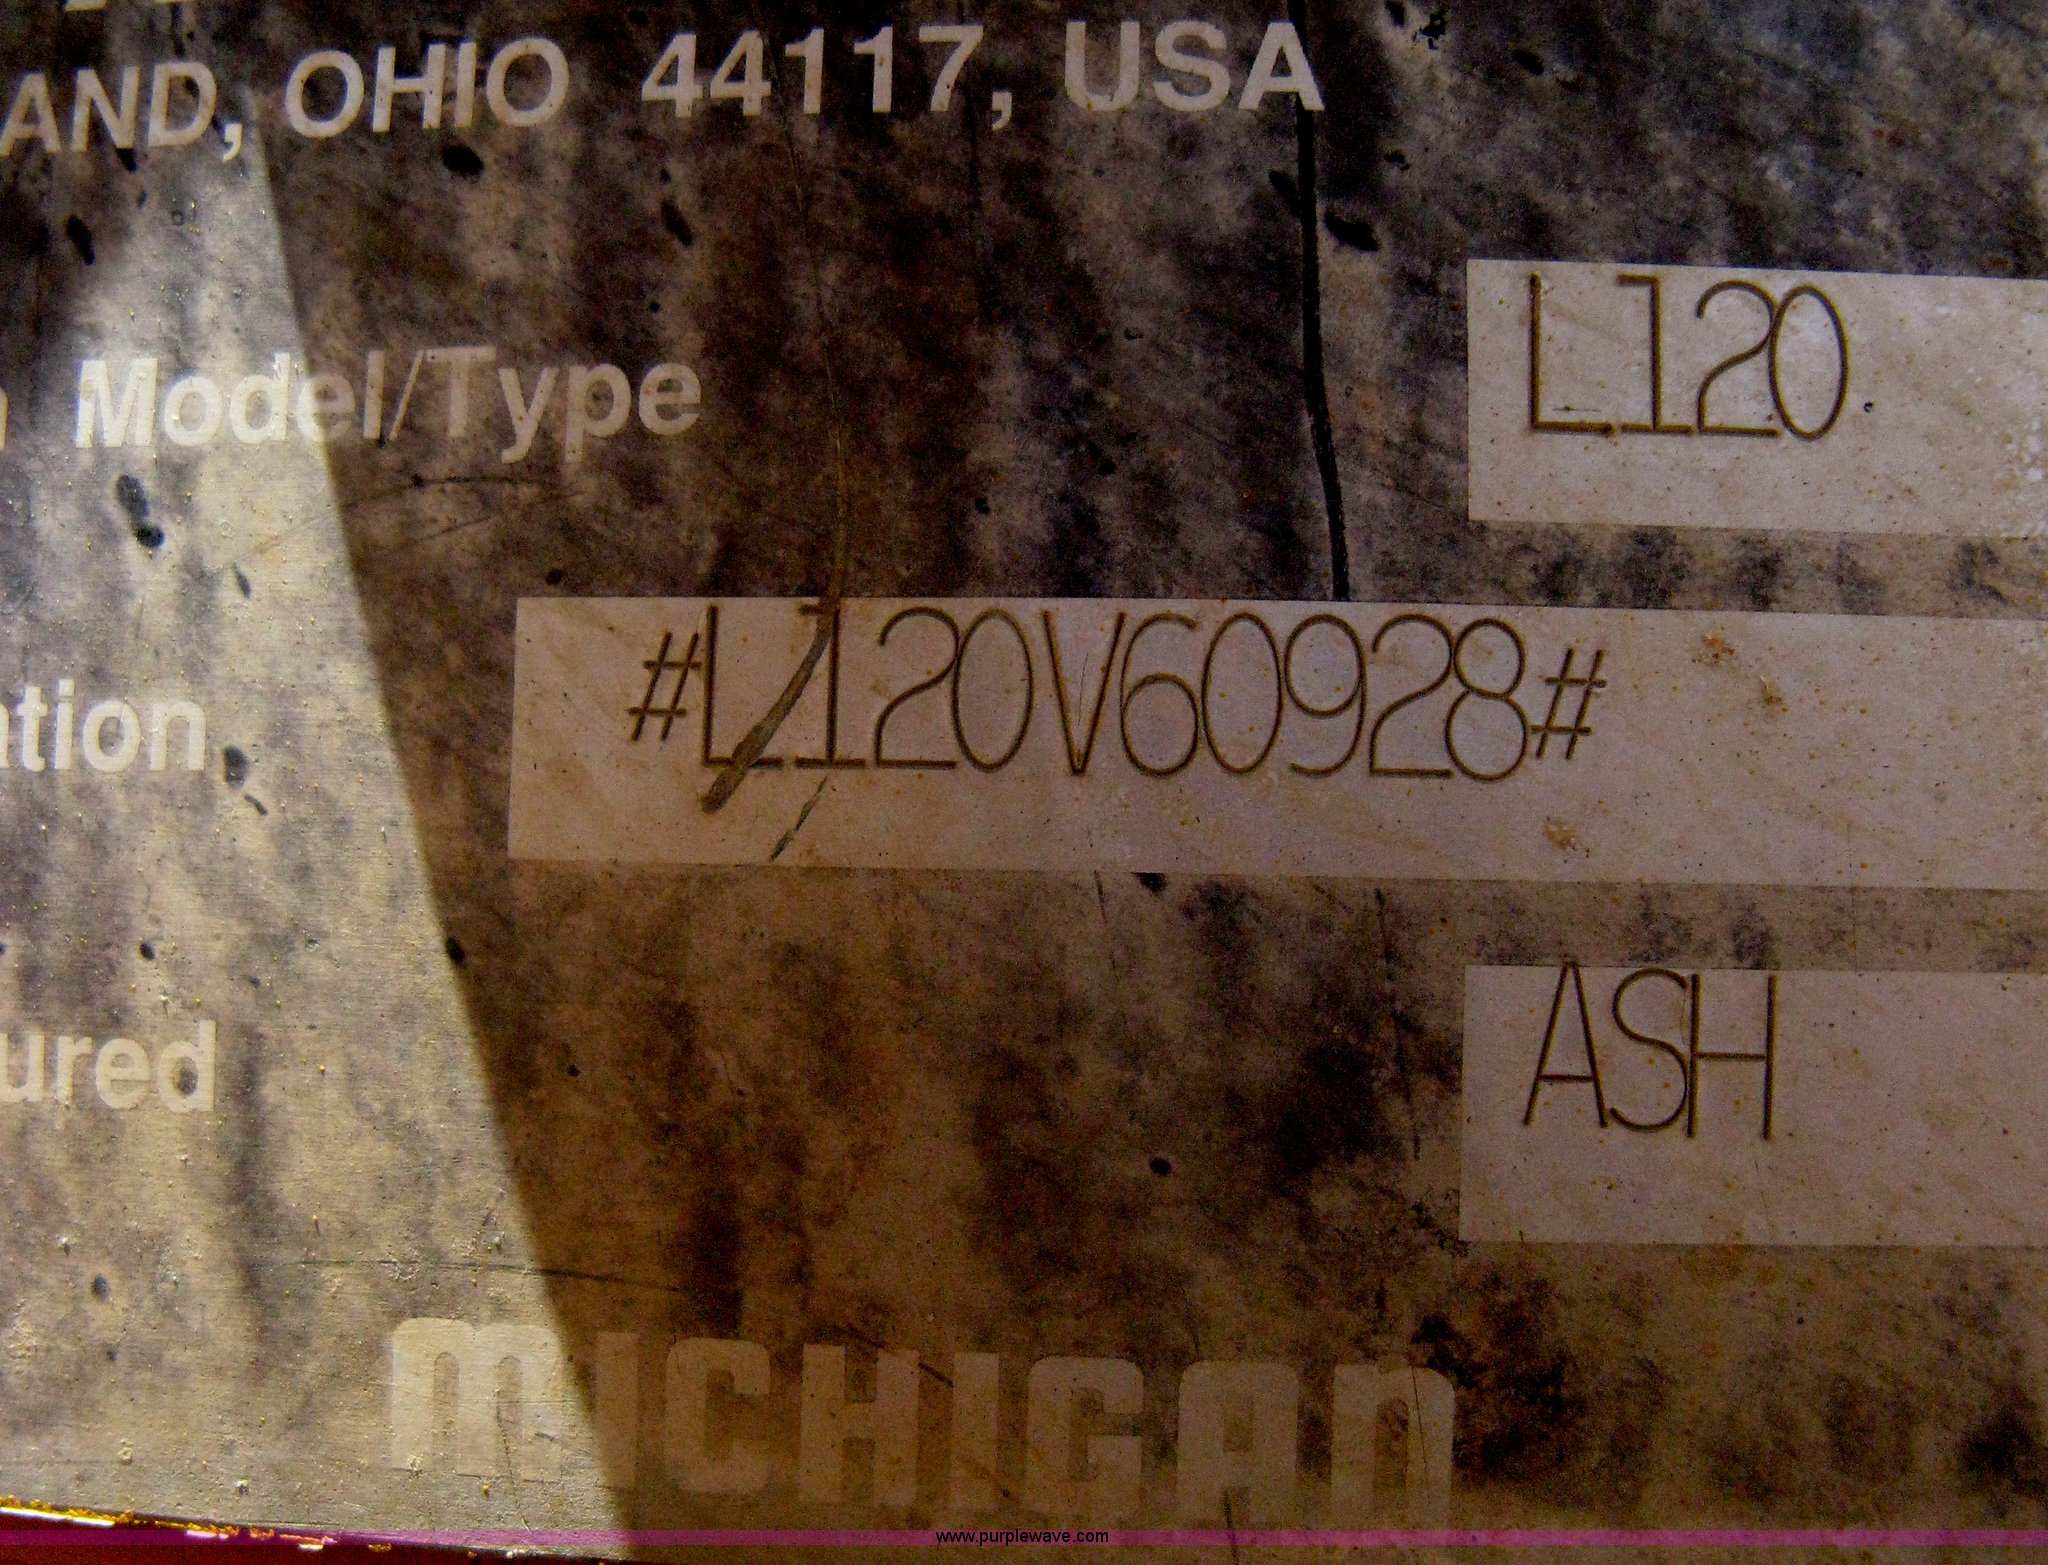 AND, OHIO 44117, USA
Model/Type L120
ation
#L120V60928#
ured ASH
MICHIGAN
www.purplewave.com